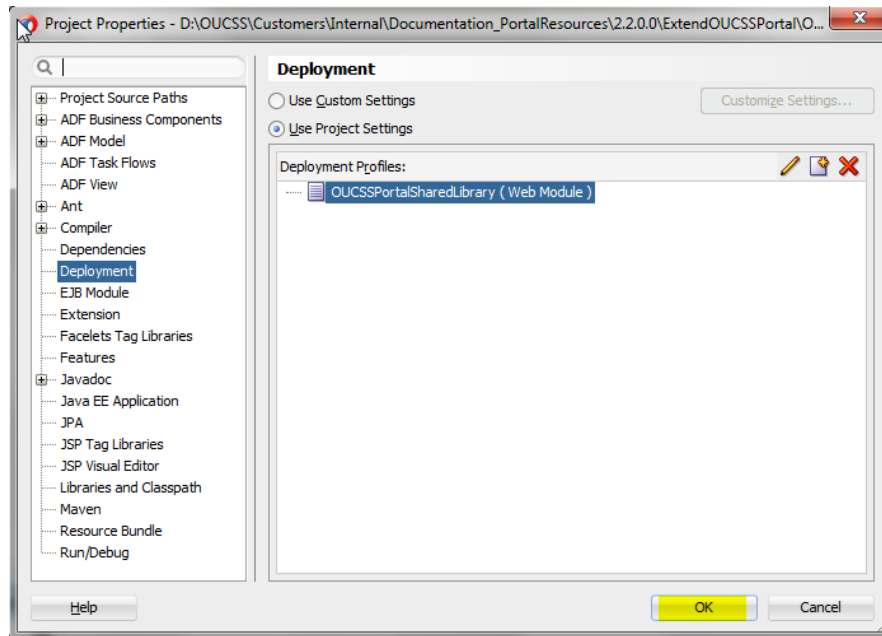 Project Properties - D:\OUCSS\Customers\Internal\Documentation_PortalResources\2.2.0.0\ExtendOUCSSPortal\O...
Deployment
Use Custom Settings
Customize Settings...
Use Project Settings
Deployment Profiles:
OUCSSPortalSharedLibrary ( Web Module )
Project Source Paths
ADF Business Components
ADF Model
ADF Task Flows
ADF View
Ant
Compiler
Dependencies
Deployment
EJB Module
Extension
Facelets Tag Libraries
Features
Javadoc
Java EE Application
JPA
JSP Tag Libraries
JSP Visual Editor
Libraries and Classpath
Maven
Resource Bundle
Run/Debug
Help
OK
Cancel